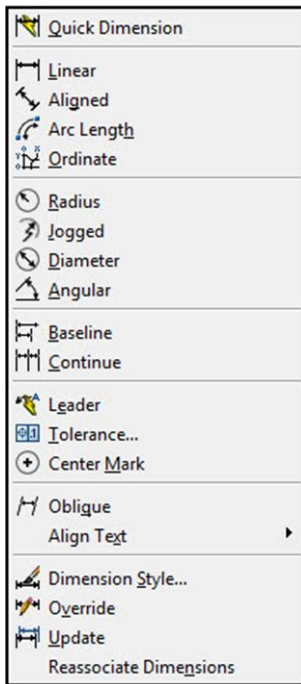 Quick Dimension
Linear
Aligned
Arc Length
Ordinate
Radius
Jogged
Diameter
Angular
Baseline
Continue
Leader
Tolerance...
Center Mark
Oblique
Align Text
Dimension Style...
Override
Update
Reassociate Dimensions